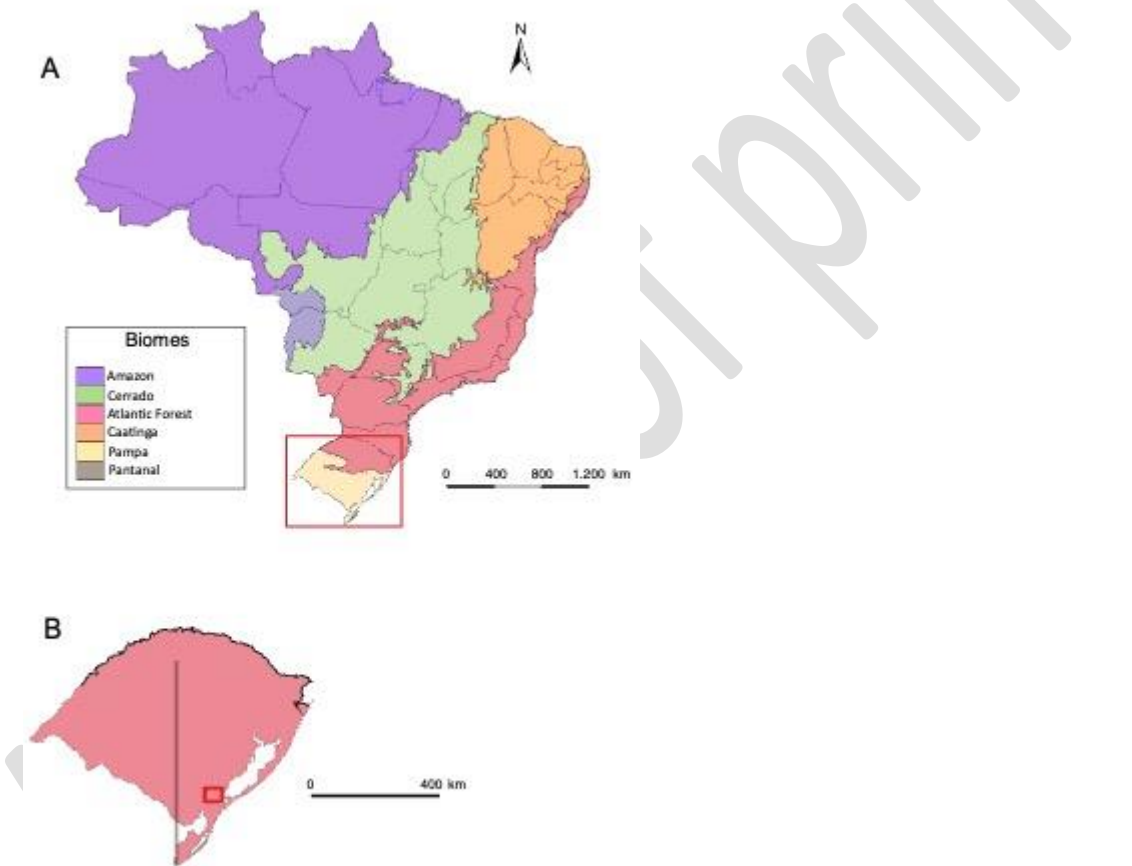 N
A
Biomes
Amazon
Cerrado
Atlantic Forest
Caatinga
Pampa
Pantanal
0 400 800 1.200 km
B
0 400 km